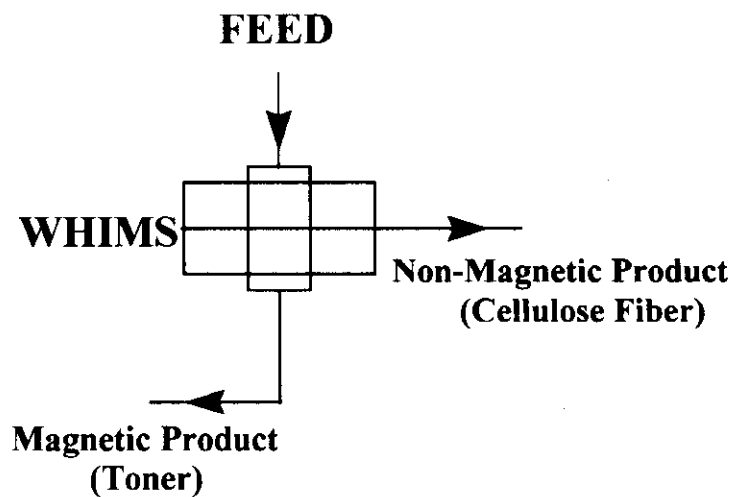 FEED
WHIMS
Non-Magnetic Product
(Cellulose Fiber)
Magnetic Product
(Toner)